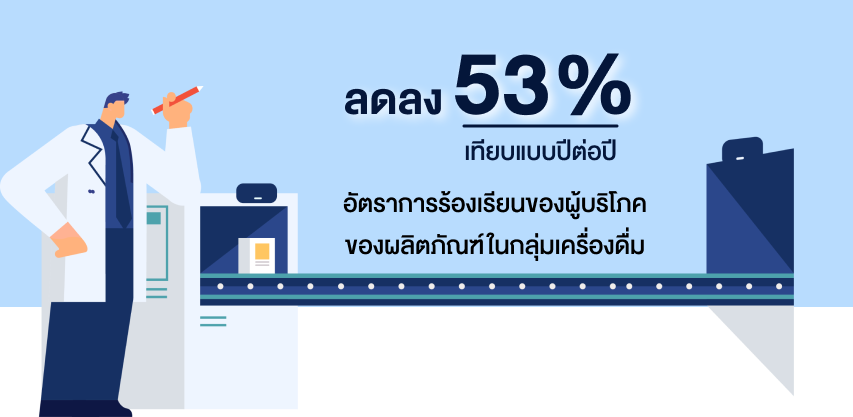 ลดลง 53%
เทียบแบบปีต่อปี
อัตราการร้องเรียนของผู้บริโภค
ของผลิตภัณฑ์ในกลุ่มเครื่องดื่ม